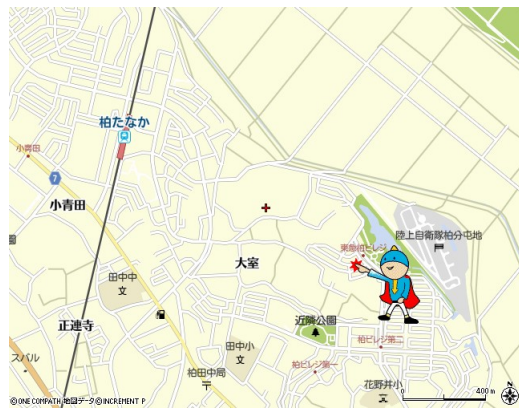 柏たなか
小青田
7
小青田
陸上自衛隊柏分屯地
東急柏ビレジ
大室
田中中
文
正連寺
近隣公園
田中小
文
柏ビレジ第二
スバル
柏田中局
柏ビレジ第一
花野井小
文
400m
©ONE COMPATH 地図データ©INCREMENT P